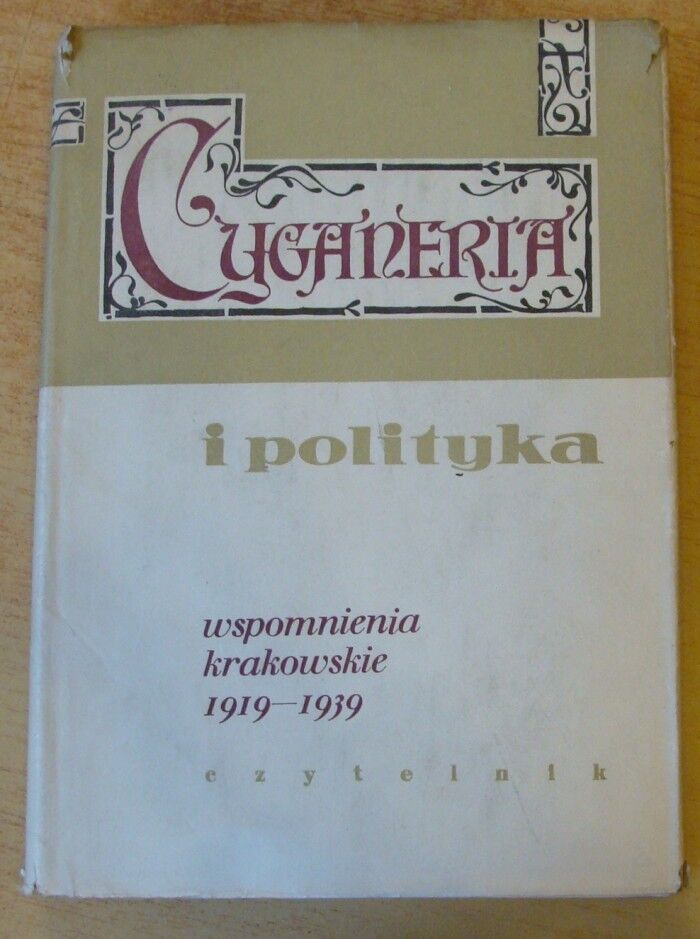 CYGANERIA
i polityka
wspomnienia
krakowskie
1919—1939
czytelnik